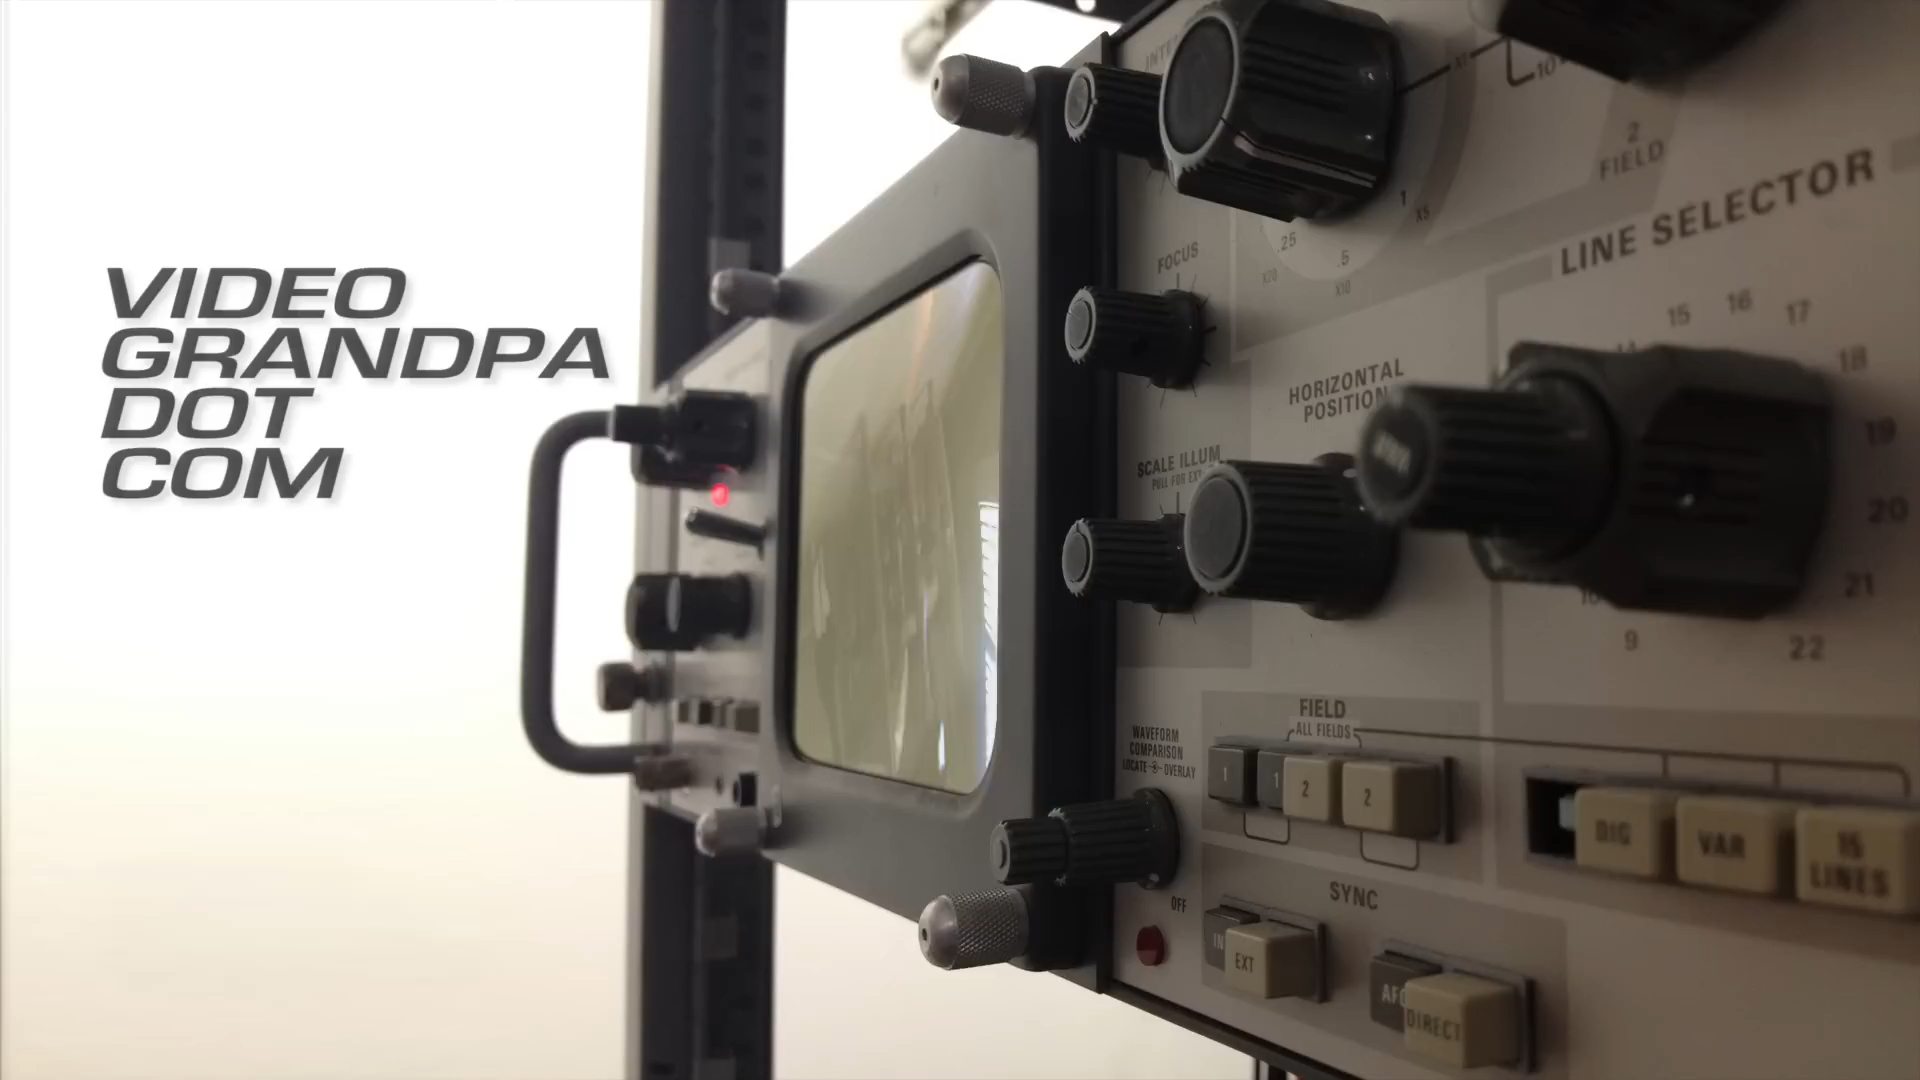 VIDEO
GRANDPA
DOT
COM
X1
10
2
FIELD
LINE SELECTOR
1
X5
.25
.5
X20
X10
FOCUS
15
16
17
18
19
20
21
22
9
HORIZONTAL
POSITION
SCALE ILLUM
PULL FOR EXT
FIELD
ALL FIELDS
1
1
2
2
WAVEFORM
COMPARISON
LOCATE OVERLAY
DIG
VAR
15
LINES
OFF
SYNC
EXT
DIRECT